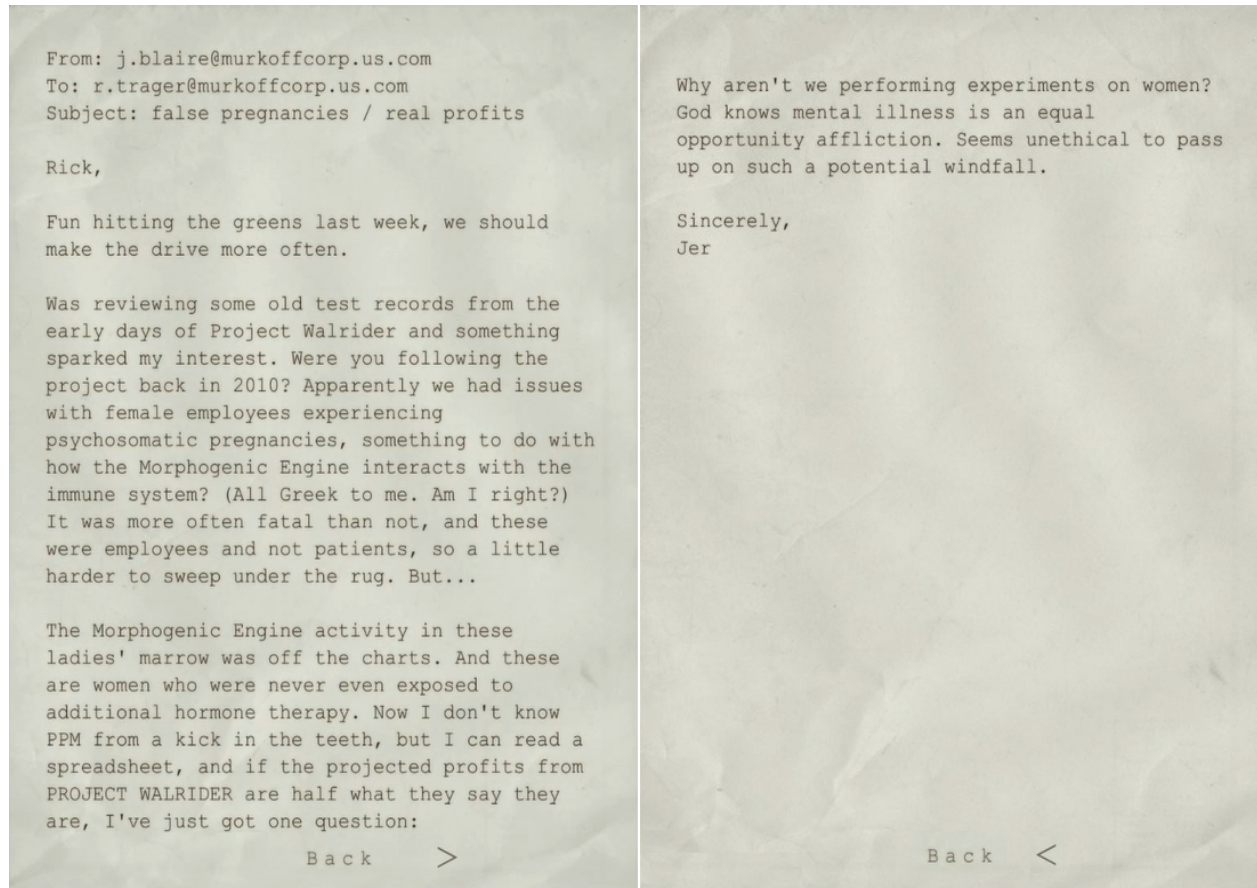 From: j.blaire@murkoffcorp.us.com
To: r.trager@murkoffcorp.us.com
Subject: false pregnancies / real profits
Rick,
Fun hitting the greens last week, we should
make the drive more often.
Was reviewing some old test records from the
early days of Project Walrider and something
sparked my interest. Were you following the
project back in 2010? Apparently we had issues
with female employees experiencing
psychosomatic pregnancies, something to do with
how the Morphogenic Engine interacts with the
immune system? (All Greek to me. Am I right?)
It was more often fatal than not, and these
were employees and not patients, so a little
harder to sweep under the rug. But...
The Morphogenic Engine activity in these
ladies' marrow was off the charts. And these
are women who were never even exposed to
additional hormone therapy. Now I don't know
PPM from a kick in the teeth, but I can read a
spreadsheet, and if the projected profits from
PROJECT WALRIDER are half what they say they
are, I've just got one question:
Back >
Why aren't we performing experiments on women?
God knows mental illness is an equal
opportunity affliction. Seems unethical to pass
up on such a potential windfall.
Sincerely,
Jer
Back <